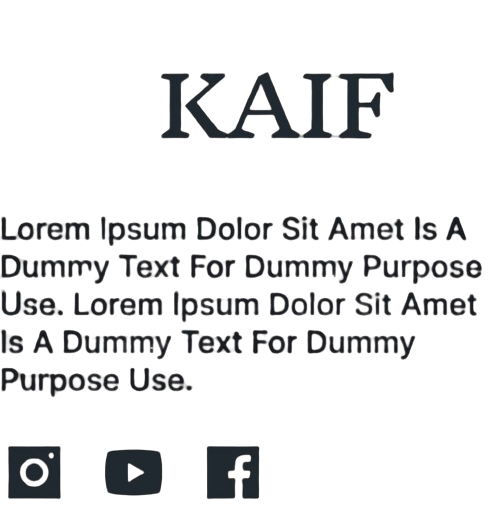 KAIF
Lorem Ipsum Dolor Sit Amet Is A
Dummy Text For Dummy Purpose
Use. Lorem Ipsum Dolor Sit Amet
Is A Dummy Text For Dummy
Purpose Use.